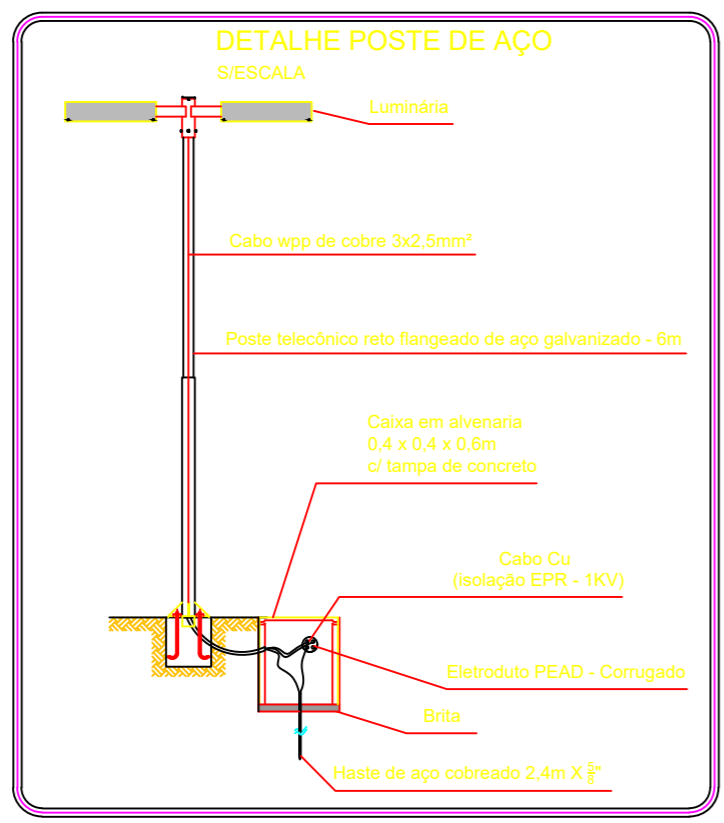 DETALHE POSTE DE AÇO
S/ESCALA
Luminária
Cabo wpp de cobre 3x2,5mm²
Poste telecônico reto flangeado de aço galvanizado - 6m
Caixa em alvenaria
0,4 x 0,4 x 0,6m
c/ tampa de concreto
Cabo Cu
(isolação EPR - 1KV)
Eletroduto PEAD - Corrugado
Brita
Haste de aço cobreado 2,4m X 5/8"